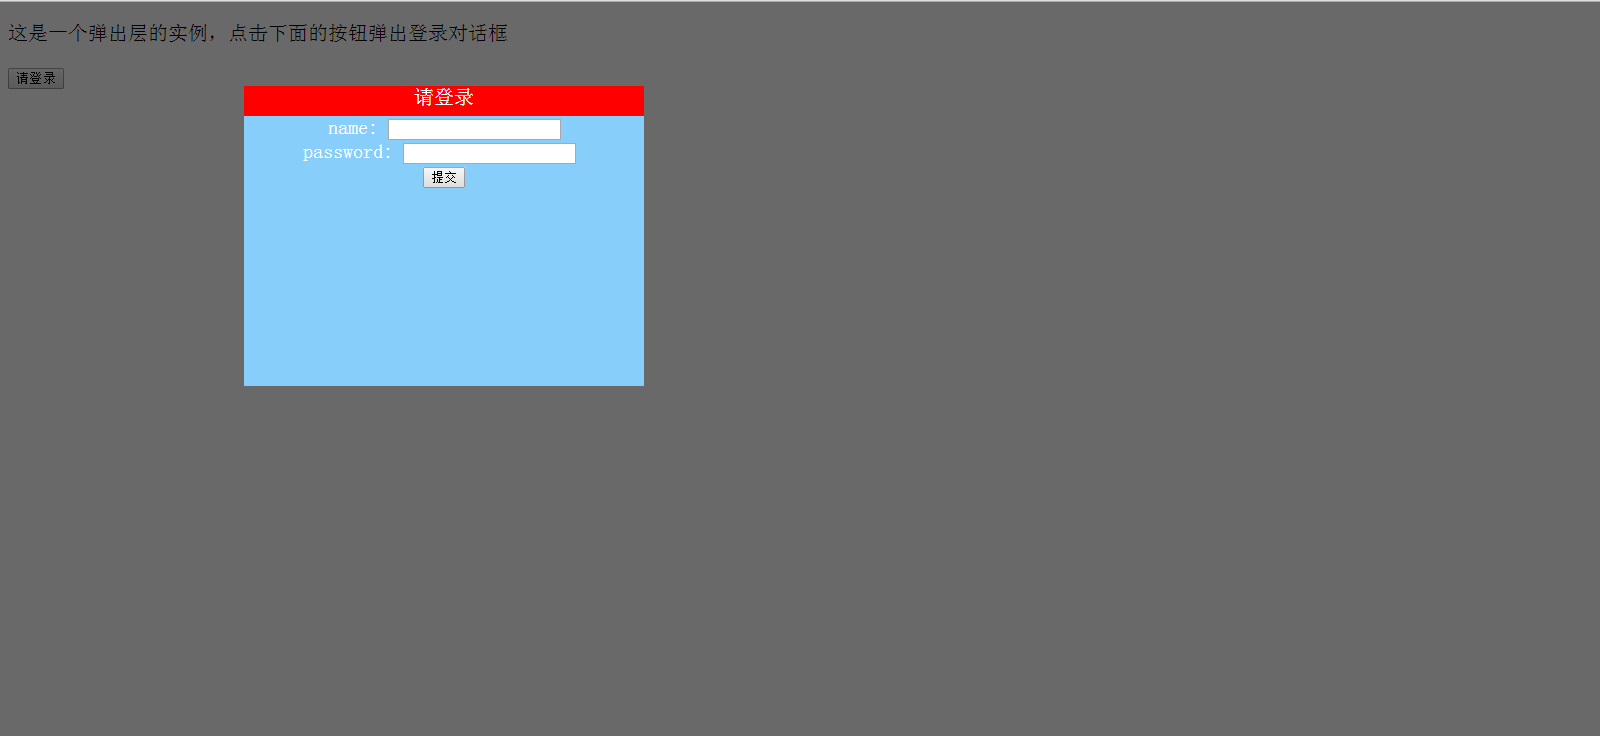 这是一个弹出层的实例，点击下面的按钮弹出登录对话框
请登录
请登录
name:
password:
提交